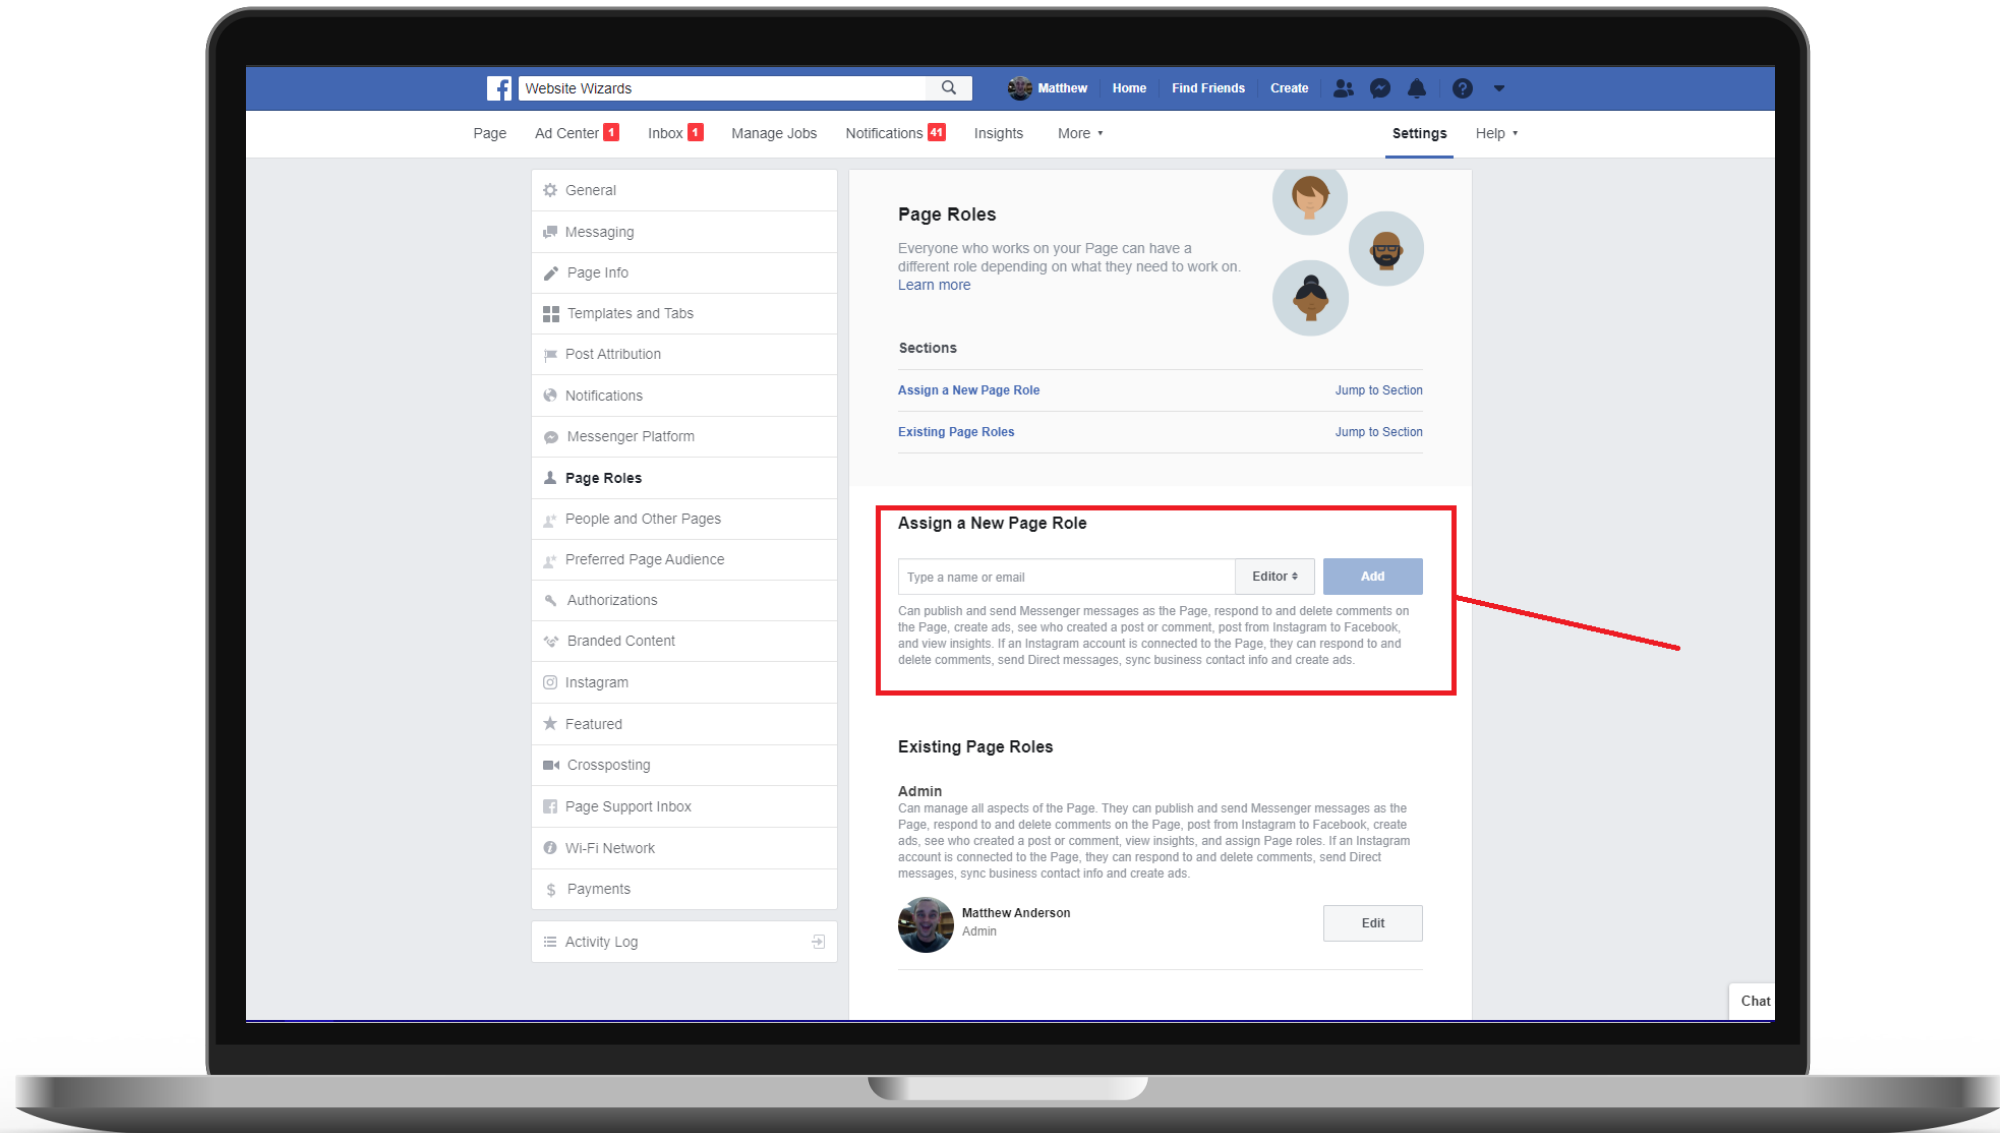 Website Wizards
Matthew Home Find Friends Create
Page Ad Center 1 Inbox 1 Manage Jobs Notifications 41 Insights More Settings Help
General
Messaging
Page Info
Templates and Tabs
Post Attribution
Notifications
Messenger Platform
Page Roles
People and Other Pages
Preferred Page Audience
Authorizations
Branded Content
Instagram
Featured
Crossposting
Page Support Inbox
Wi-Fi Network
Payments
Activity Log
Page Roles
Everyone who works on your Page can have a
different role depending on what they need to work on.
Learn more
Sections
Assign a New Page Role Jump to Section
Existing Page Roles Jump to Section
Assign a New Page Role
Type a name or email Editor Add
Can publish and send Messenger messages as the Page, respond to and delete comments on
the Page, create ads, see who created a post or comment, post from Instagram to Facebook,
and view insights. If an Instagram account is connected to the Page, they can respond to and
delete comments, send Direct messages, sync business contact info and create ads.
Existing Page Roles
Admin
Can manage all aspects of the Page. They can publish and send Messenger messages as the
Page, respond to and delete comments on the Page, post from Instagram to Facebook, create
ads, see who created a post or comment, view insights, and assign Page roles. If an Instagram
account is connected to the Page, they can respond to and delete comments, send Direct
messages, sync business contact info and create ads.
Matthew Anderson
Admin
Edit
Chat